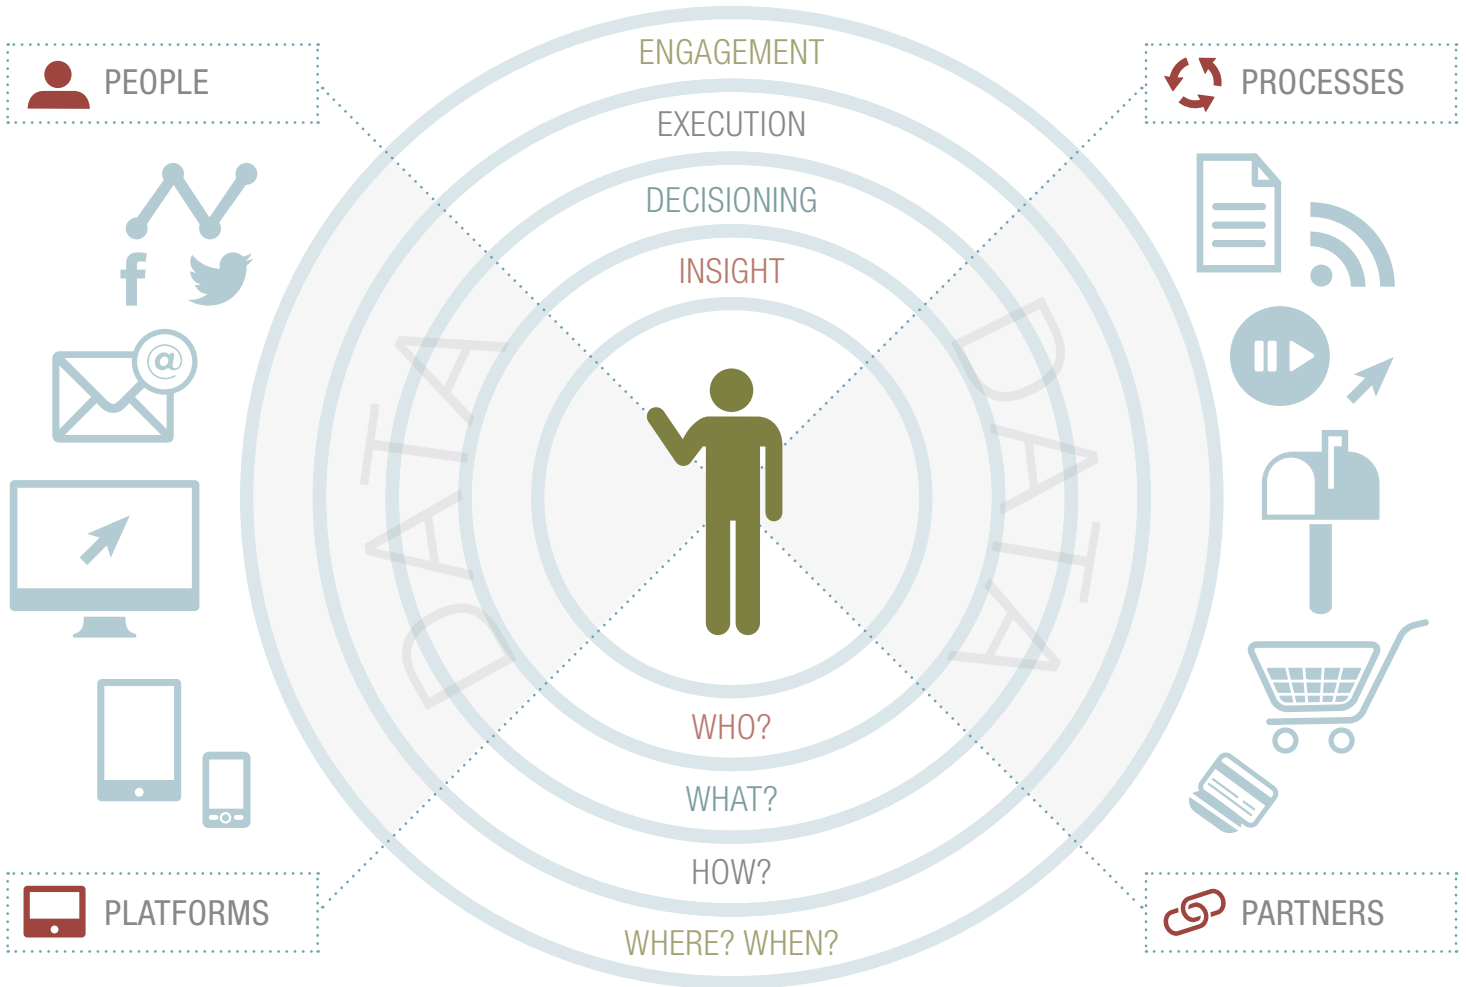 ENGAGEMENT
PEOPLE
PROCESSES
EXECUTION
DECISIONING
INSIGHT
f
@
DATA
DATA
WHO?
WHAT?
HOW?
PLATFORMS
PARTNERS
WHERE? WHEN?